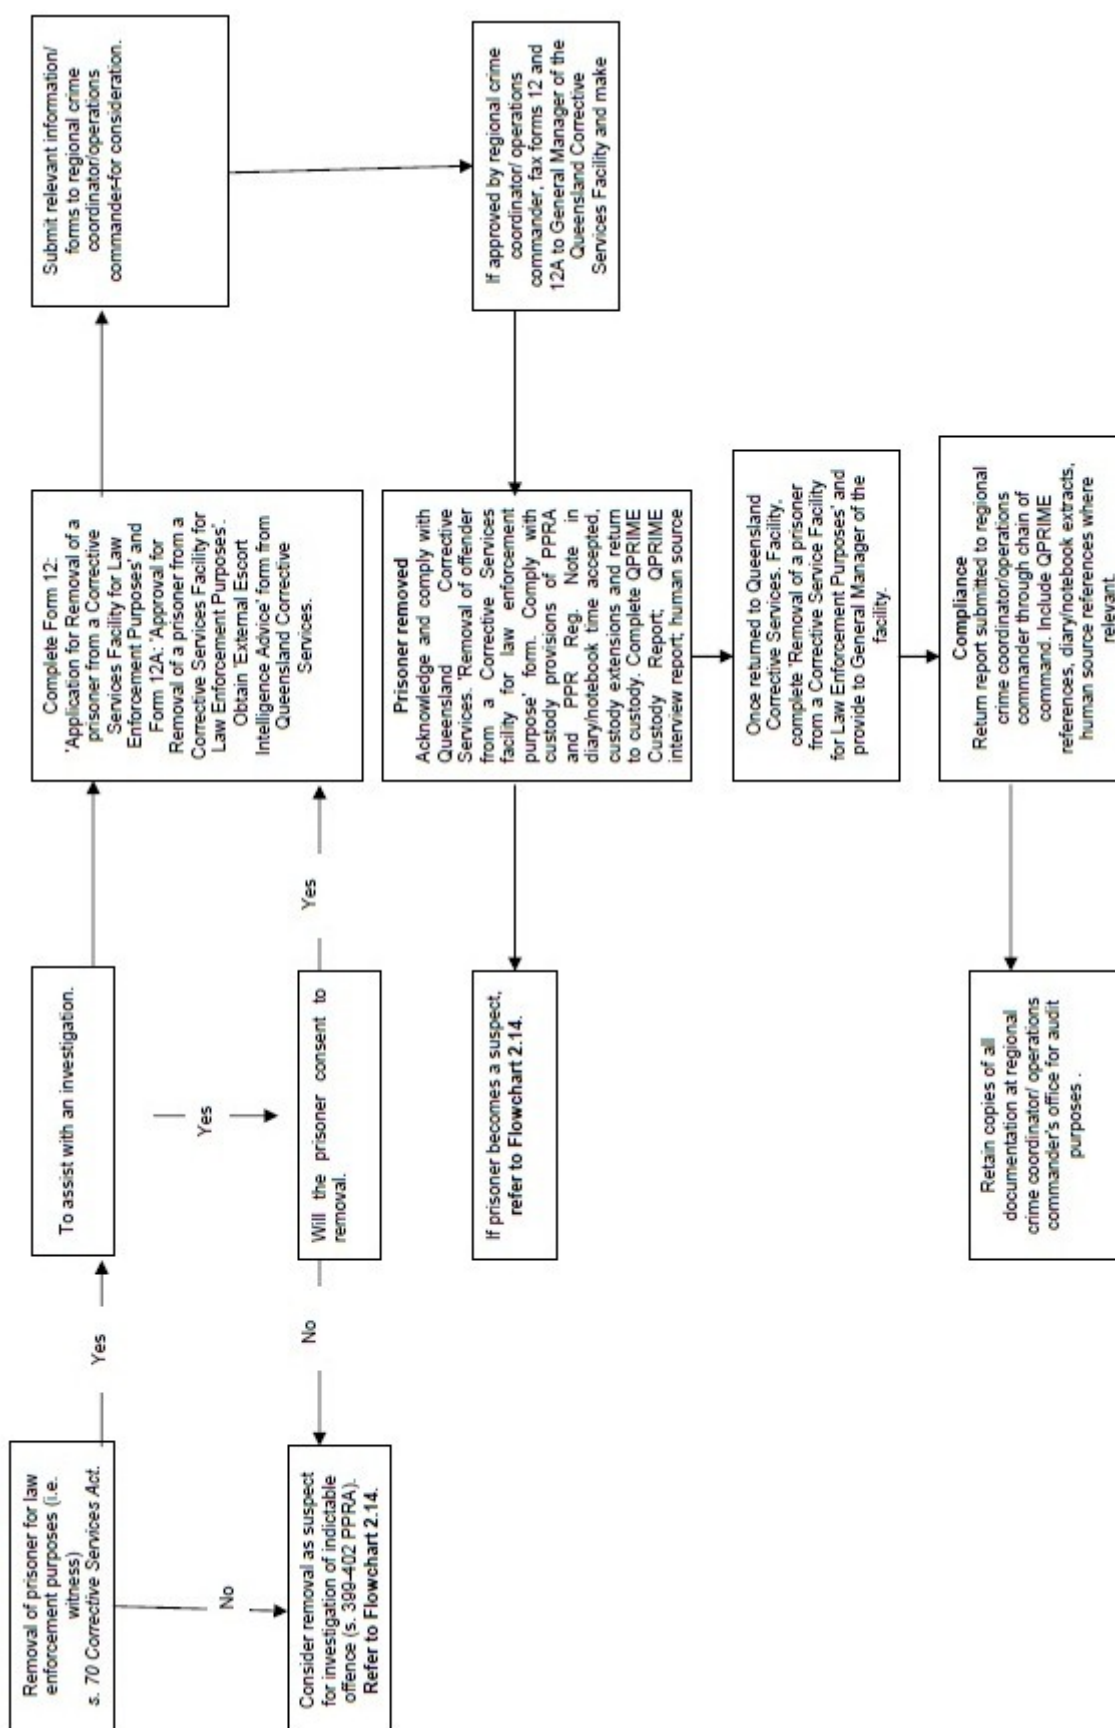 Removal of prisoner for law
enforcement purposes (i.e.
witness)
s. 70 Corrective Services Act.
Yes
No
To assist with an investigation.
Yes
Complete Form 12:
'Application for Removal of a
prisoner from a Corrective
Services Facility for Law
Enforcement Purposes' and
Form 12A: 'Approval for
Removal of a prisoner from a
Corrective Services Facility for
Law Enforcement Purposes'.
Obtain 'External Escort
Intelligence Advice' form from
Queensland Corrective
Services.
Submit relevant information/
forms to regional crime
coordinator/operations
commander-for consideration.
Consider removal as suspect
for investigation of indictable
offence (s. 399-402 PPRA).
Refer to Flowchart 2.14.
No
Will the prisoner consent to
removal.
Yes
If approved by regional crime
coordinator/ operations
commander, fax forms 12 and
12A to General Manager of the
Queensland Corrective
Services Facility and make
Prisoner removed
Acknowledge and comply with
Queensland Corrective
Services. 'Removal of offender
from a Corrective Services
facility for law enforcement
purpose' form. Comply with
custody provisions of PPRA
and PPR Reg. Note in
diary/notebook time accepted,
custody extensions and return
to custody. Complete QPRIME
Custody Report; QPRIME
interview report; human source
If prisoner becomes a suspect,
refer to Flowchart 2.14.
Once returned to Queensland
Corrective Services. Facility,
complete 'Removal of a prisoner
from a Corrective Service Facility
for Law Enforcement Purposes' and
provide to General Manager of the
facility.
Compliance
Return report submitted to regional
crime coordinator/operations
commander through chain of
command. Include QPRIME
references, diary/notebook extracts,
human source references where
relevant.
Retain copies of all
documentation at regional
crime coordinator/ operations
commander's office for audit
purposes .